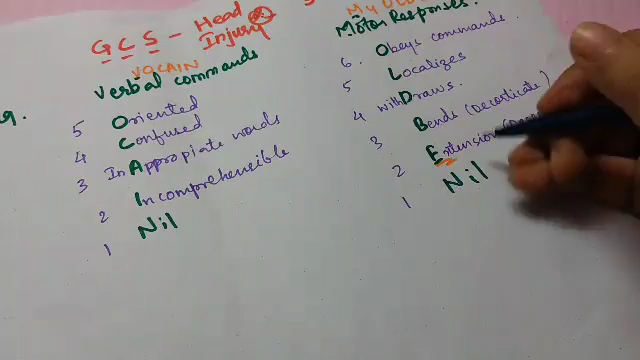 GCS - Head Injury
VOCAIN
Verbal commands
5 Oriented
4 Confused
3 InAppropiate words
2 Incomprehensible
1 Nil
Motor Responses.
6. Obeys commands.
5 Localizes
4 withDraws.
3 Bends (Decorticate)
2 Extension
1 Nil